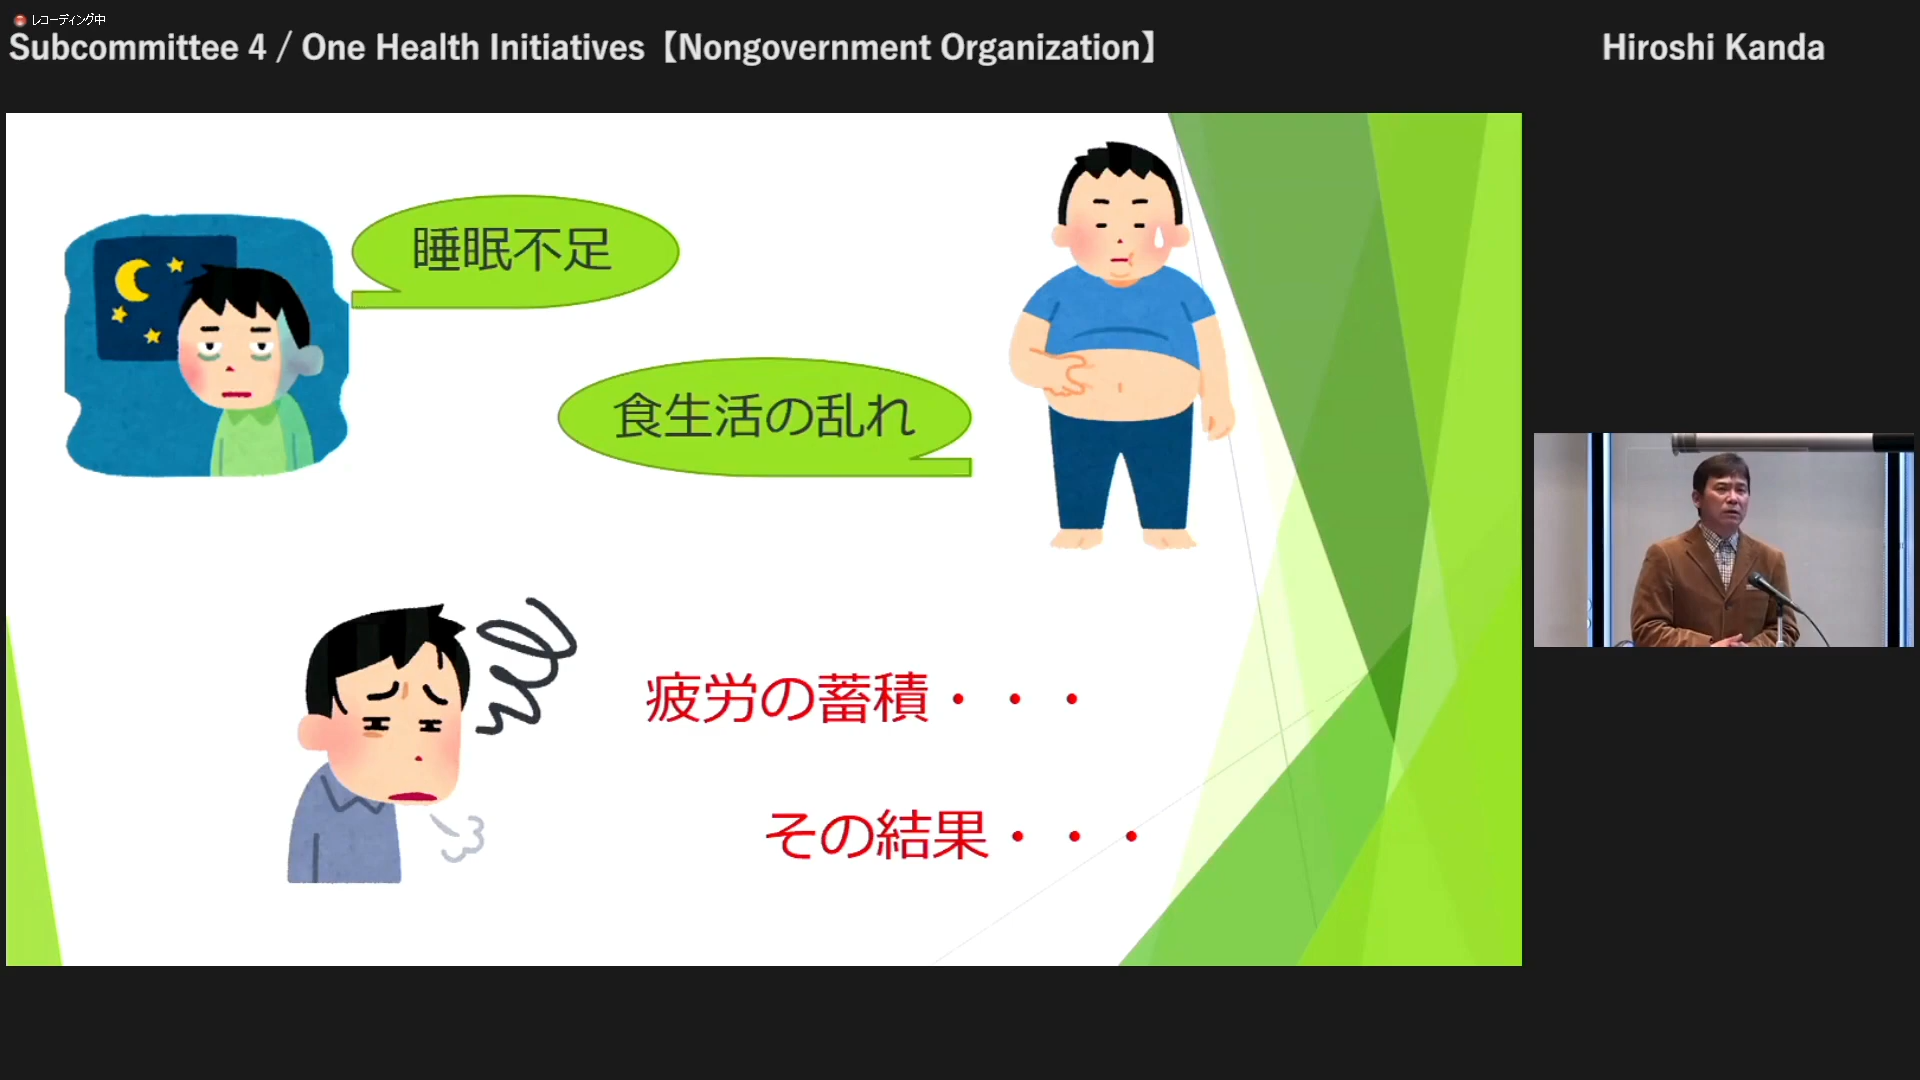 レコーディング中
Subcommittee 4 / One Health Initiatives【Nongovernment Organization】
Hiroshi Kanda
睡眠不足
食生活の乱れ
疲労の蓄積・・・
その結果・・・